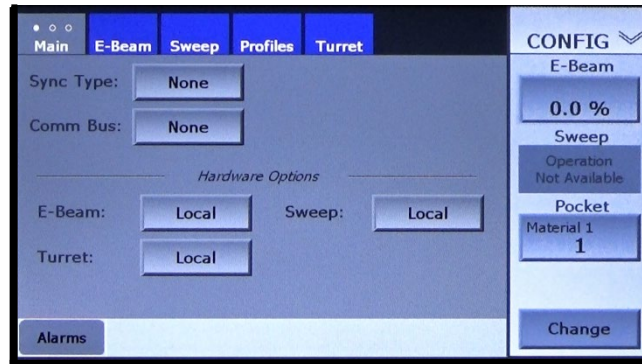 Main E-Beam Sweep Profiles Turret
Sync Type: None
Comm Bus: None
Hardware Options
E-Beam: Local Sweep: Local
Turret: Local
Alarms
CONFIG
E-Beam
0.0 %
Sweep
Operation
Not Available
Pocket
Material 1
1
Change